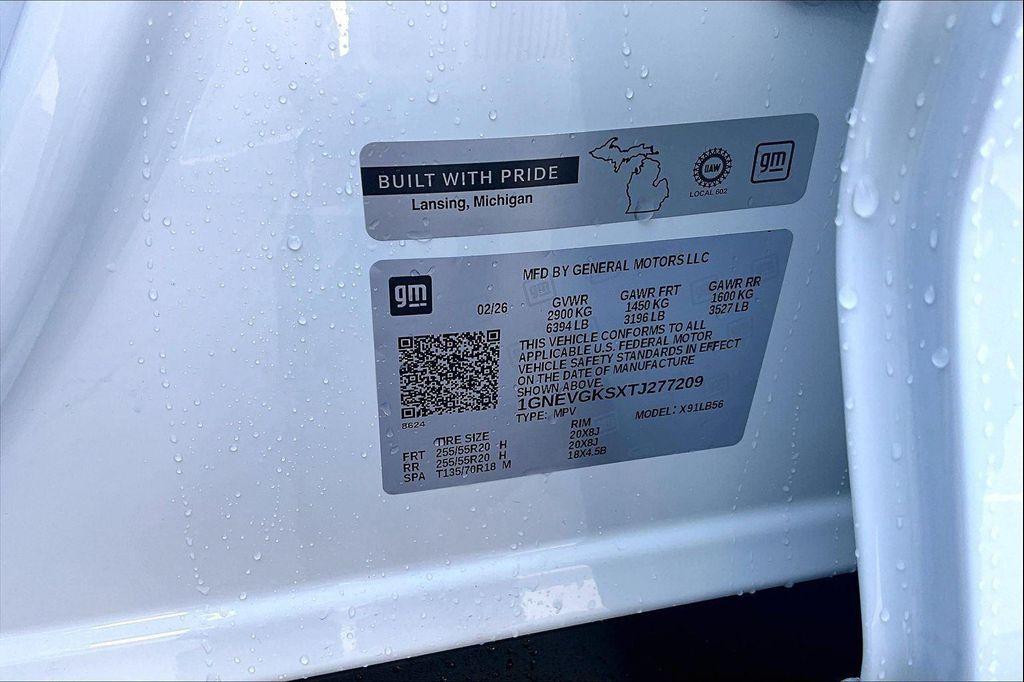 BUILT WITH PRIDE
Lansing, Michigan
UAW
LOCAL 602
gm
gm
MFD BY GENERAL MOTORS LLC
02/26
GVWR
2900 KG
6394 LB
GAWR FRT
1450 KG
3196 LB
GAWR RR
1600 KG
3527 LB
THIS VEHICLE CONFORMS TO ALL
APPLICABLE U.S. FEDERAL MOTOR
VEHICLE SAFETY STANDARDS IN EFFECT
ON THE DATE OF MANUFACTURE
SHOWN ABOVE.
1GNEVGKSXTJ277209
TYPE: MPV MODEL: X91LB56
8624
TIRE SIZE RIM
FRT 255/55R20 H 20X8J
RR 255/55R20 H 20X8J
SPA T135/70R18 M 18X4.5B